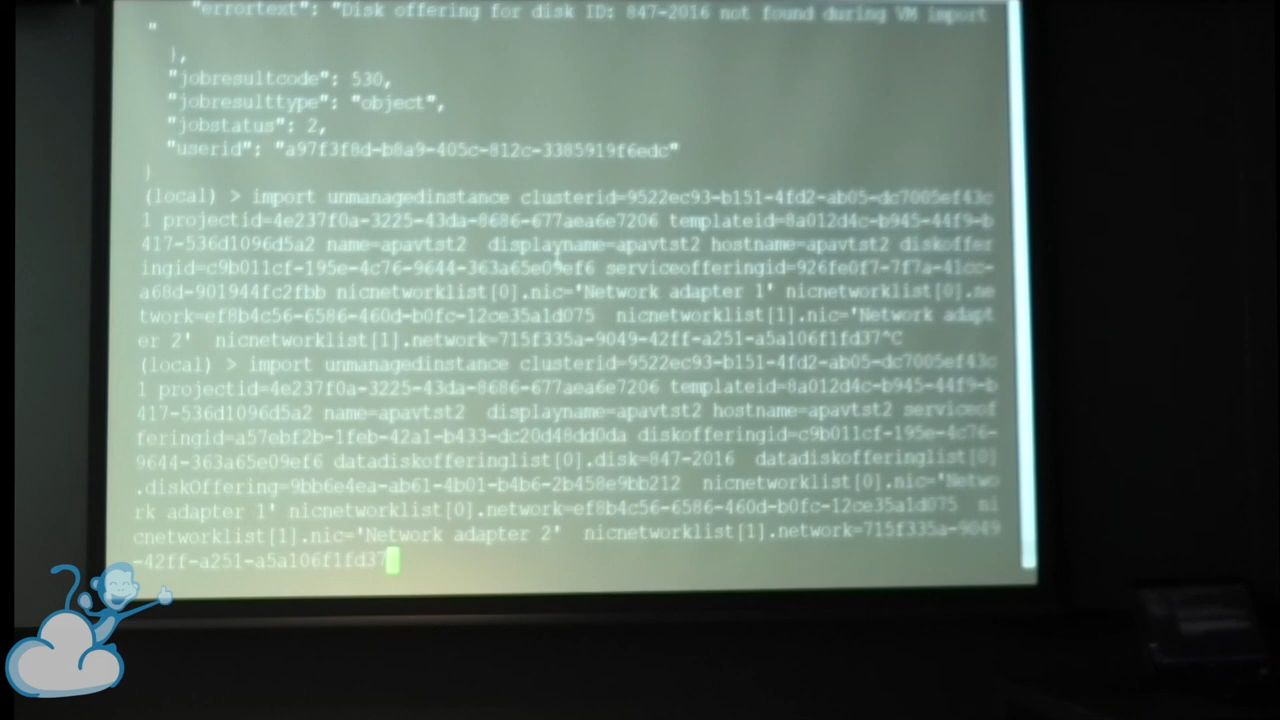 "errortext": "Disk offering for disk ID: 847-2016 not found during VM import
"
},
"jobresultcode": 530,
"jobresulttype": "object",
"jobstatus": 2,
"userid": "a97f3f8d-b8a9-405c-812c-3385919f6edc"
}
(local) > import unmanagedinstance clusterid=9522ec93-b151-4fd2-ab05-dc7005ef43c
1 projectid=4e237f0a-3225-43da-8686-677aea6e7206 templateid=8a012d4c-b945-44f9-b
417-536d1096d5a2 name=apavtst2  displayname=apavtst2 hostname=apavtst2 diskoffer
ingid=c9b011cf-195e-4c76-9644-363a65e09ef6 serviceofferingid=926fe0f7-7f7a-41cc-
a68d-901944fc2fbb nicnetworklist[0].nic='Network adapter 1' nicnetworklist[0].ne
twork=ef8b4c56-6586-460d-b0fc-12ce35a1d075  nicnetworklist[1].nic='Network adapt
er 2'  nicnetworklist[1].network=715f335a-9049-42ff-a251-a5a106f1fd37^C
(local) > import unmanagedinstance clusterid=9522ec93-b151-4fd2-ab05-dc7005ef43c
1 projectid=4e237f0a-3225-43da-8686-677aea6e7206 templateid=8a012d4c-b945-44f9-b
417-536d1096d5a2 name=apavtst2  displayname=apavtst2 hostname=apavtst2 serviceof
feringid=a57ebf2b-1feb-42a1-b433-dc20d48dd0da diskofferingid=c9b011cf-195e-4c76-
9644-363a65e09ef6 datadiskofferinglist[0].disk=847-2016  datadiskofferinglist[0]
.diskOffering=9bb6e4ea-ab61-4b01-b4b6-2b458e9bb212  nicnetworklist[0].nic='Netwo
rk adapter 1' nicnetworklist[0].network=ef8b4c56-6586-460d-b0fc-12ce35a1d075  ni
cnetworklist[1].nic='Network adapter 2'  nicnetworklist[1].network=715f335a-9049
-42ff-a251-a5a106f1fd37